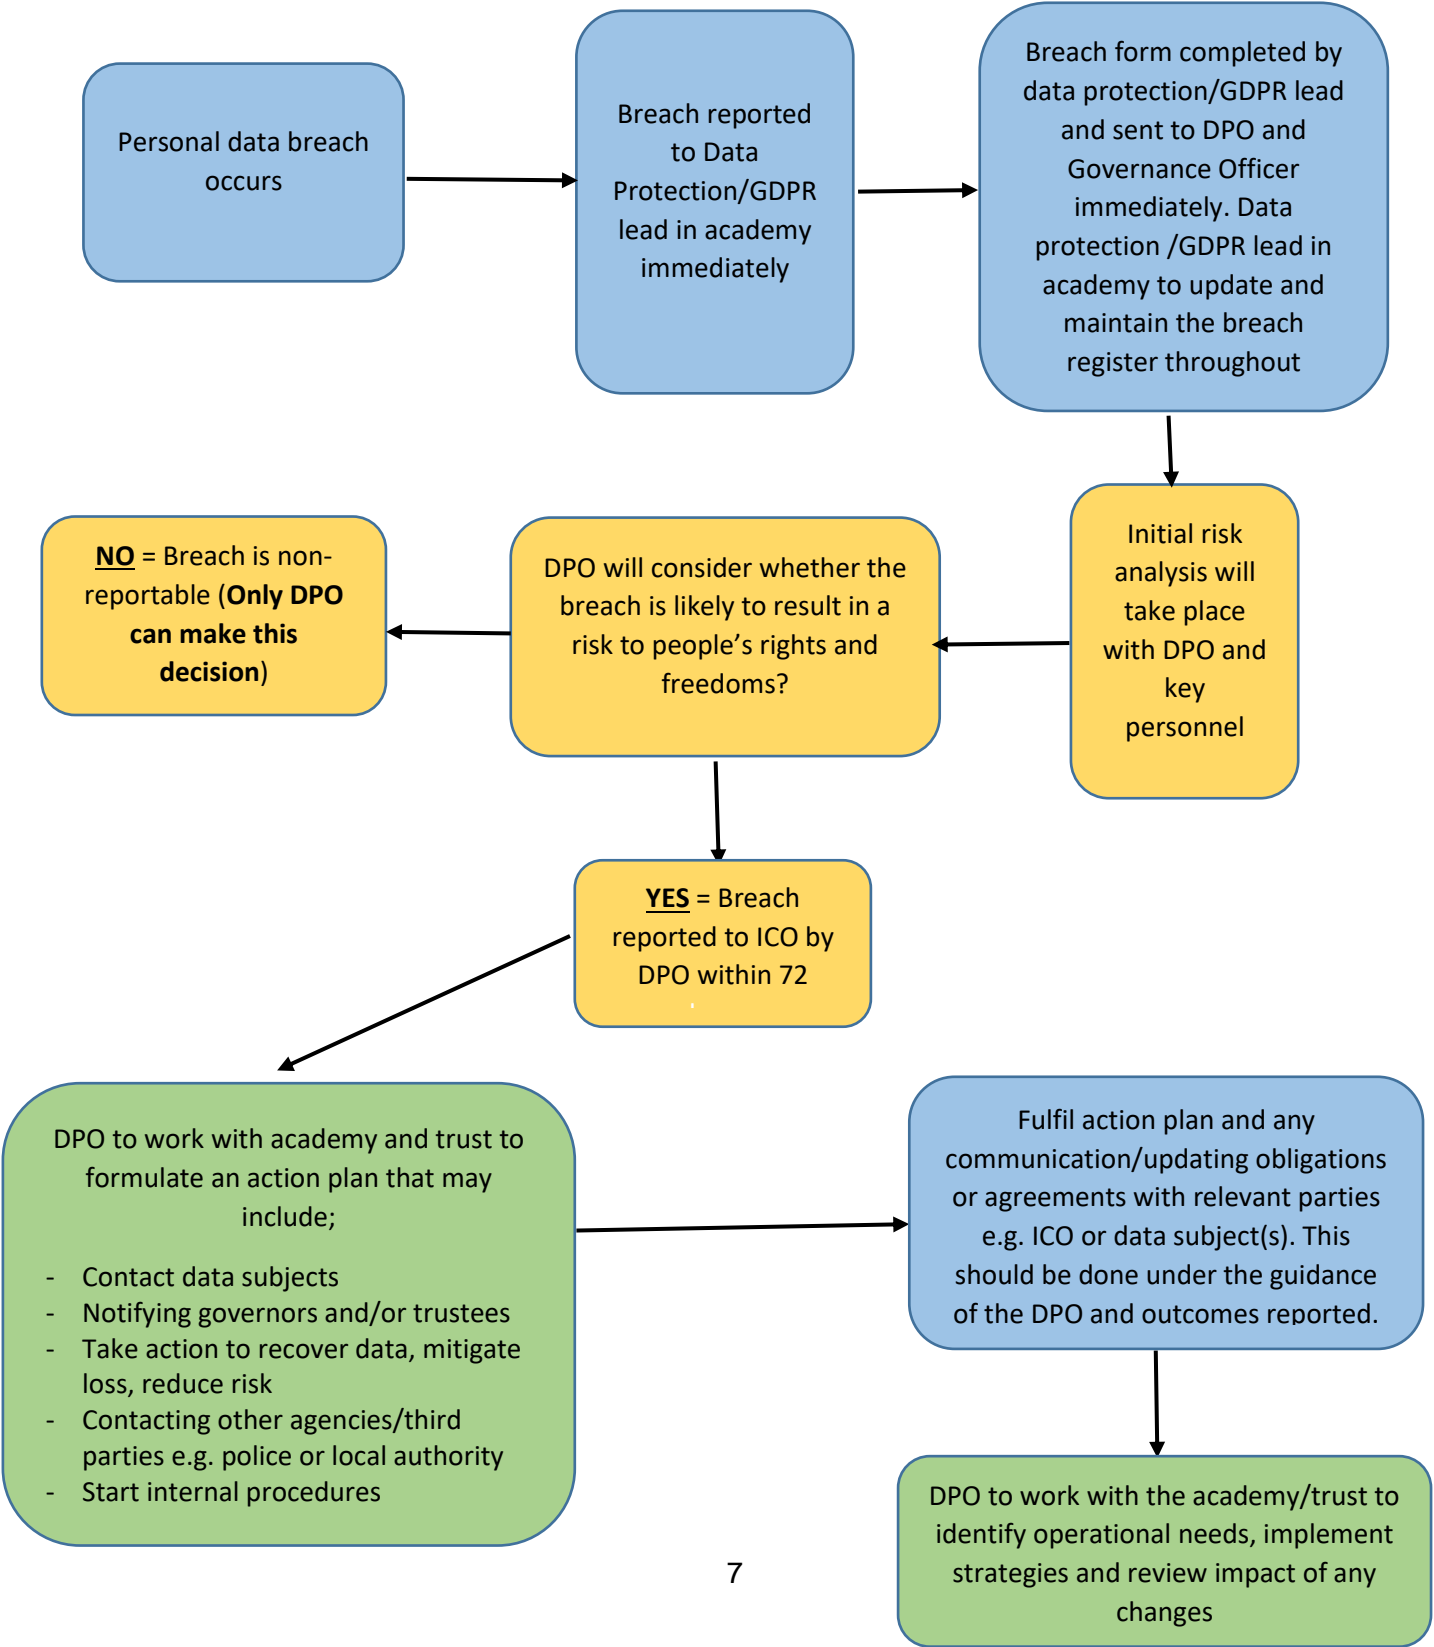 Personal data breach
occurs
Breach reported
to Data
Protection/GDPR
lead in academy
immediately
Breach form completed by
data protection/GDPR lead
and sent to DPO and
Governance Officer
immediately. Data
protection /GDPR lead in
academy to update and
maintain the breach
register throughout
Initial risk
analysis will
take place
with DPO and
key
personnel
DPO will consider whether the
breach is likely to result in a
risk to people’s rights and
freedoms?
NO = Breach is non-
reportable (Only DPO
can make this
decision)
YES = Breach
reported to ICO by
DPO within 72
DPO to work with academy and trust to
formulate an action plan that may
include;
- Contact data subjects
- Notifying governors and/or trustees
- Take action to recover data, mitigate
loss, reduce risk
- Contacting other agencies/third
parties e.g. police or local authority
- Start internal procedures
Fulfil action plan and any
communication/updating obligations
or agreements with relevant parties
e.g. ICO or data subject(s). This
should be done under the guidance
of the DPO and outcomes reported.
DPO to work with the academy/trust to
identify operational needs, implement
strategies and review impact of any
changes
7